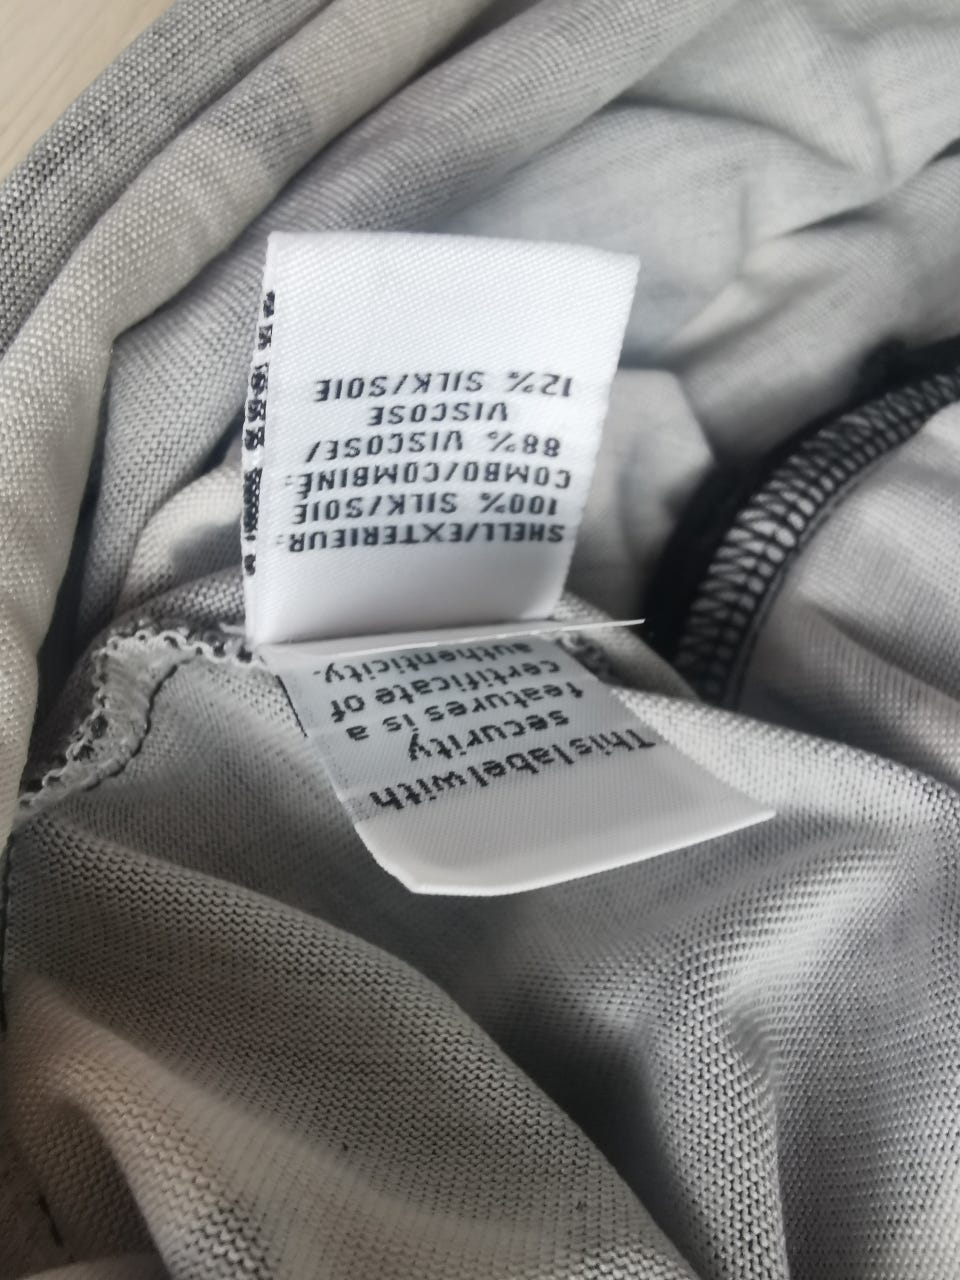 SHELL/EXTERIEUR:
100% SILK/SOIE
COMBO/COMBINÉ:
88% VISCOSE/
VISCOSE
12% SILK/SOIE
This label with
security
features is a
certificate of
authenticity.